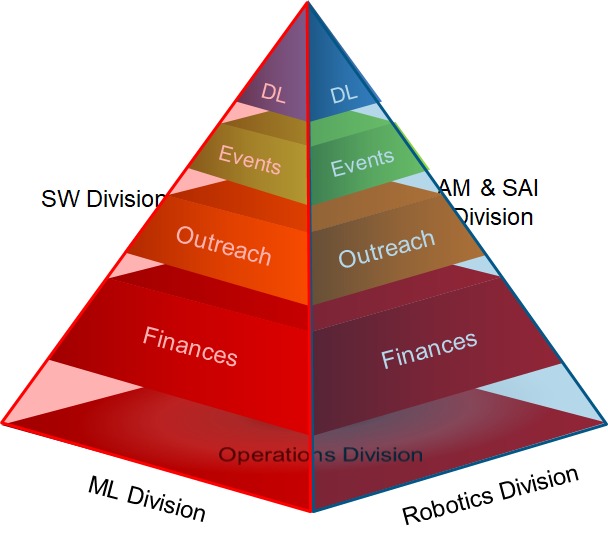 DL
DL
Events
Events
SW Division
AM & SAI
Division
Outreach
Outreach
Finances
Finances
Operations Division
ML Division
Robotics Division